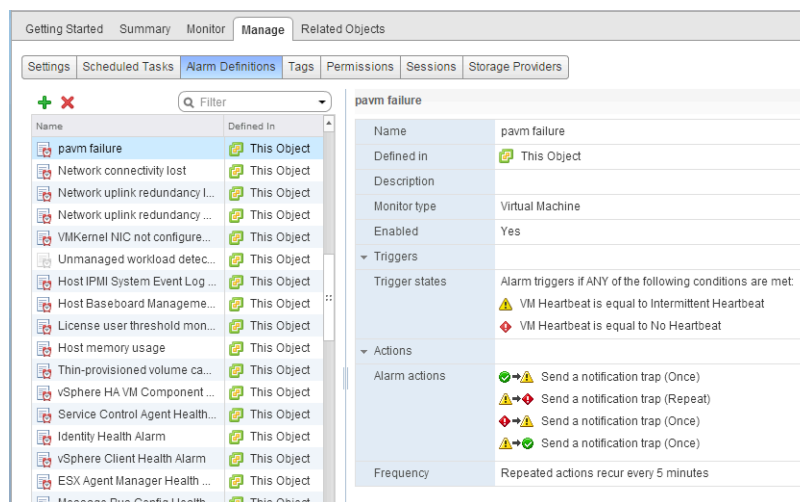 Getting Started Summary Monitor Manage Related Objects
Settings Scheduled Tasks Alarm Definitions Tags Permissions Sessions Storage Providers
Filter
Name Defined In
pavm failure This Object
Network connectivity lost This Object
Network uplink redundancy l... This Object
Network uplink redundancy ... This Object
VMKernel NIC not configure... This Object
Unmanaged workload detec... This Object
Host IPMI System Event Log ... This Object
Host Baseboard Manageme... This Object
License user threshold mon... This Object
Host memory usage This Object
Thin-provisioned volume ca... This Object
vSphere HA VM Component ... This Object
Service Control Agent Health... This Object
Identity Health Alarm This Object
vSphere Client Health Alarm This Object
ESX Agent Manager Health ... This Object
Message Bus Config Health... This Object
pavm failure
Name pavm failure
Defined in This Object
Description
Monitor type Virtual Machine
Enabled Yes
Triggers
Trigger states Alarm triggers if ANY of the following conditions are met:
VM Heartbeat is equal to Intermittent Heartbeat
VM Heartbeat is equal to No Heartbeat
Actions
Alarm actions Send a notification trap (Once)
Send a notification trap (Repeat)
Send a notification trap (Once)
Send a notification trap (Once)
Frequency Repeated actions recur every 5 minutes